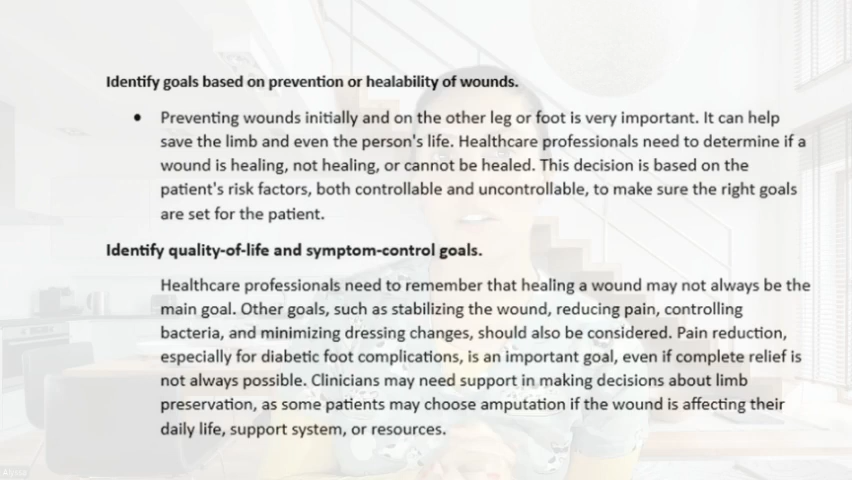 Identify goals based on prevention or healability of wounds.
• Preventing wounds initially and on the other leg or foot is very important. It can help
save the limb and even the person's life. Healthcare professionals need to determine if a
wound is healing, not healing, or cannot be healed. This decision is based on the
patient's risk factors, both controllable and uncontrollable, to make sure the right goals
are set for the patient.
Identify quality-of-life and symptom-control goals.
Healthcare professionals need to remember that healing a wound may not always be the
main goal. Other goals, such as stabilizing the wound, reducing pain, controlling
bacteria, and minimizing dressing changes, should also be considered. Pain reduction,
especially for diabetic foot complications, is an important goal, even if complete relief is
not always possible. Clinicians may need support in making decisions about limb
preservation, as some patients may choose amputation if the wound is affecting their
daily life, support system, or resources.